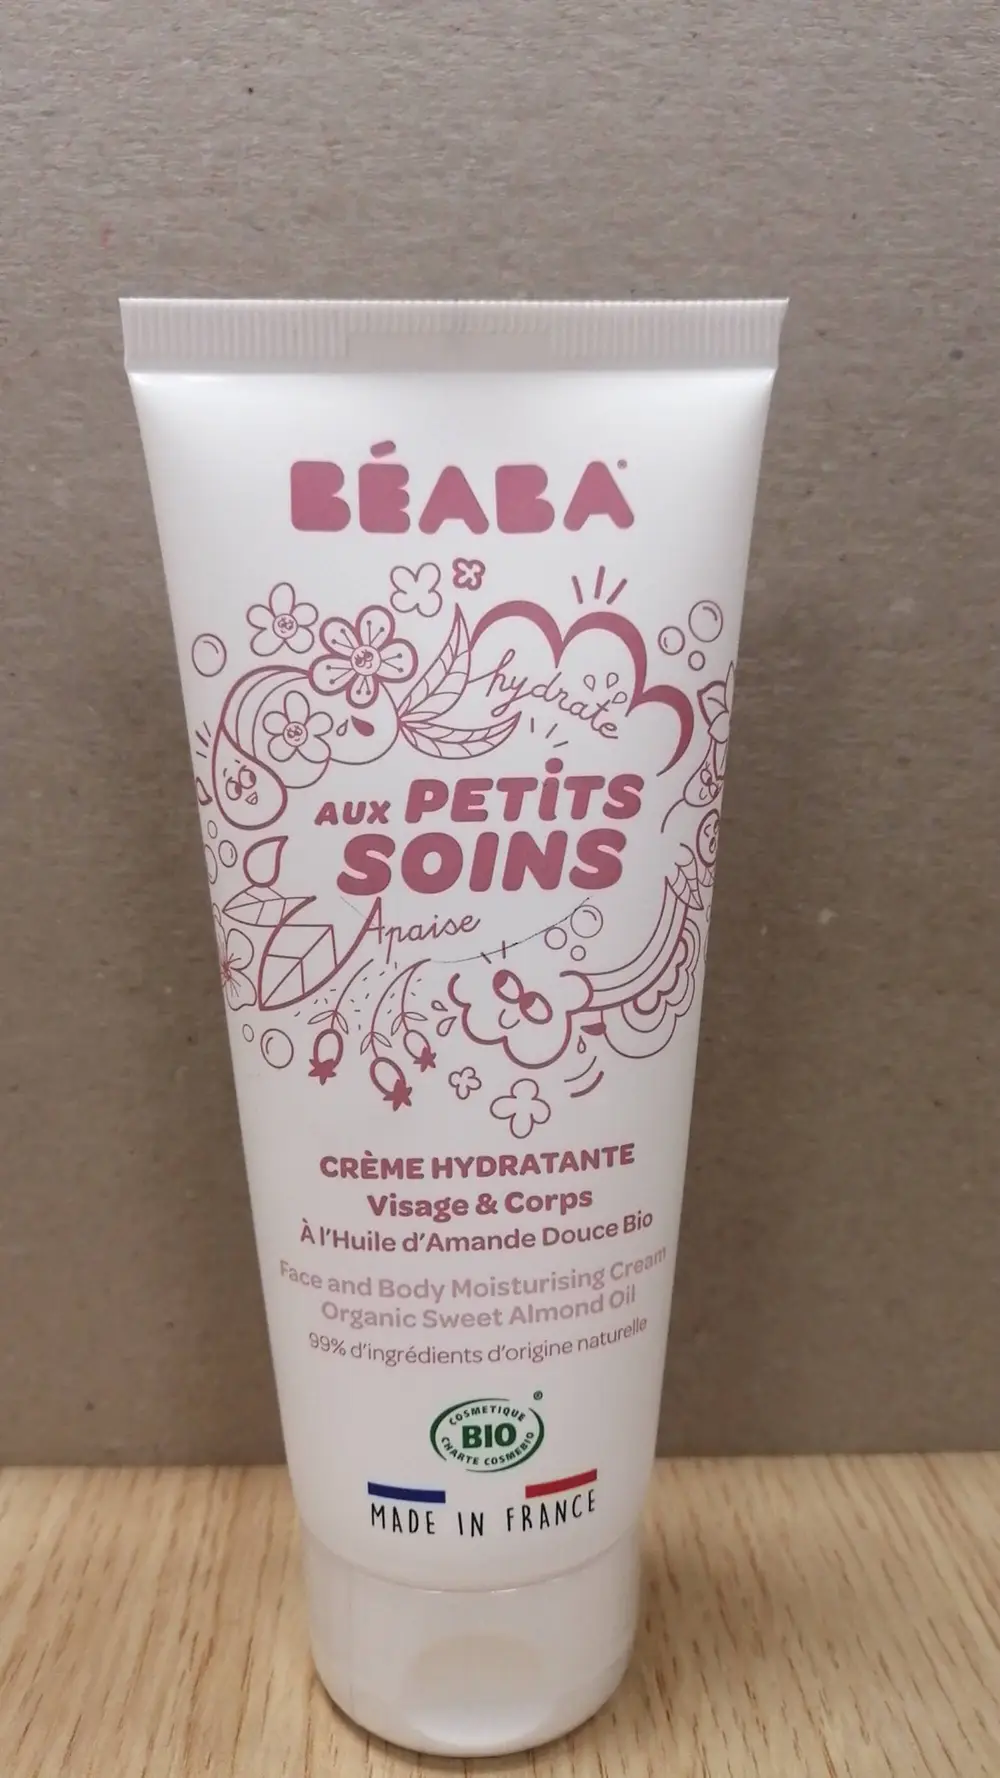 BÉABA®
hydrate
AUX PETITS
SOINS
Apaise
CRÈME HYDRATANTE
Visage & Corps
À l'Huile d'Amande Douce Bio
Face and Body Moisturising Cream
Organic Sweet Almond Oil
99% d'ingrédients d'origine naturelle
®
COSMETIQUE
BIO
CHARTE COSMEBIO
MADE IN FRANCE